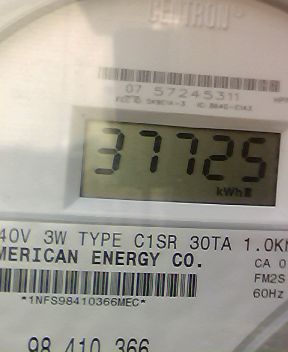 CENTRON
07 57245311
37725
kWh
40V 3W TYPE C1SR 30TA 1.0K
MERICAN ENERGY CO.
CA 0
FM2S
*1NFS98410366MEC*
60Hz
98 410 366